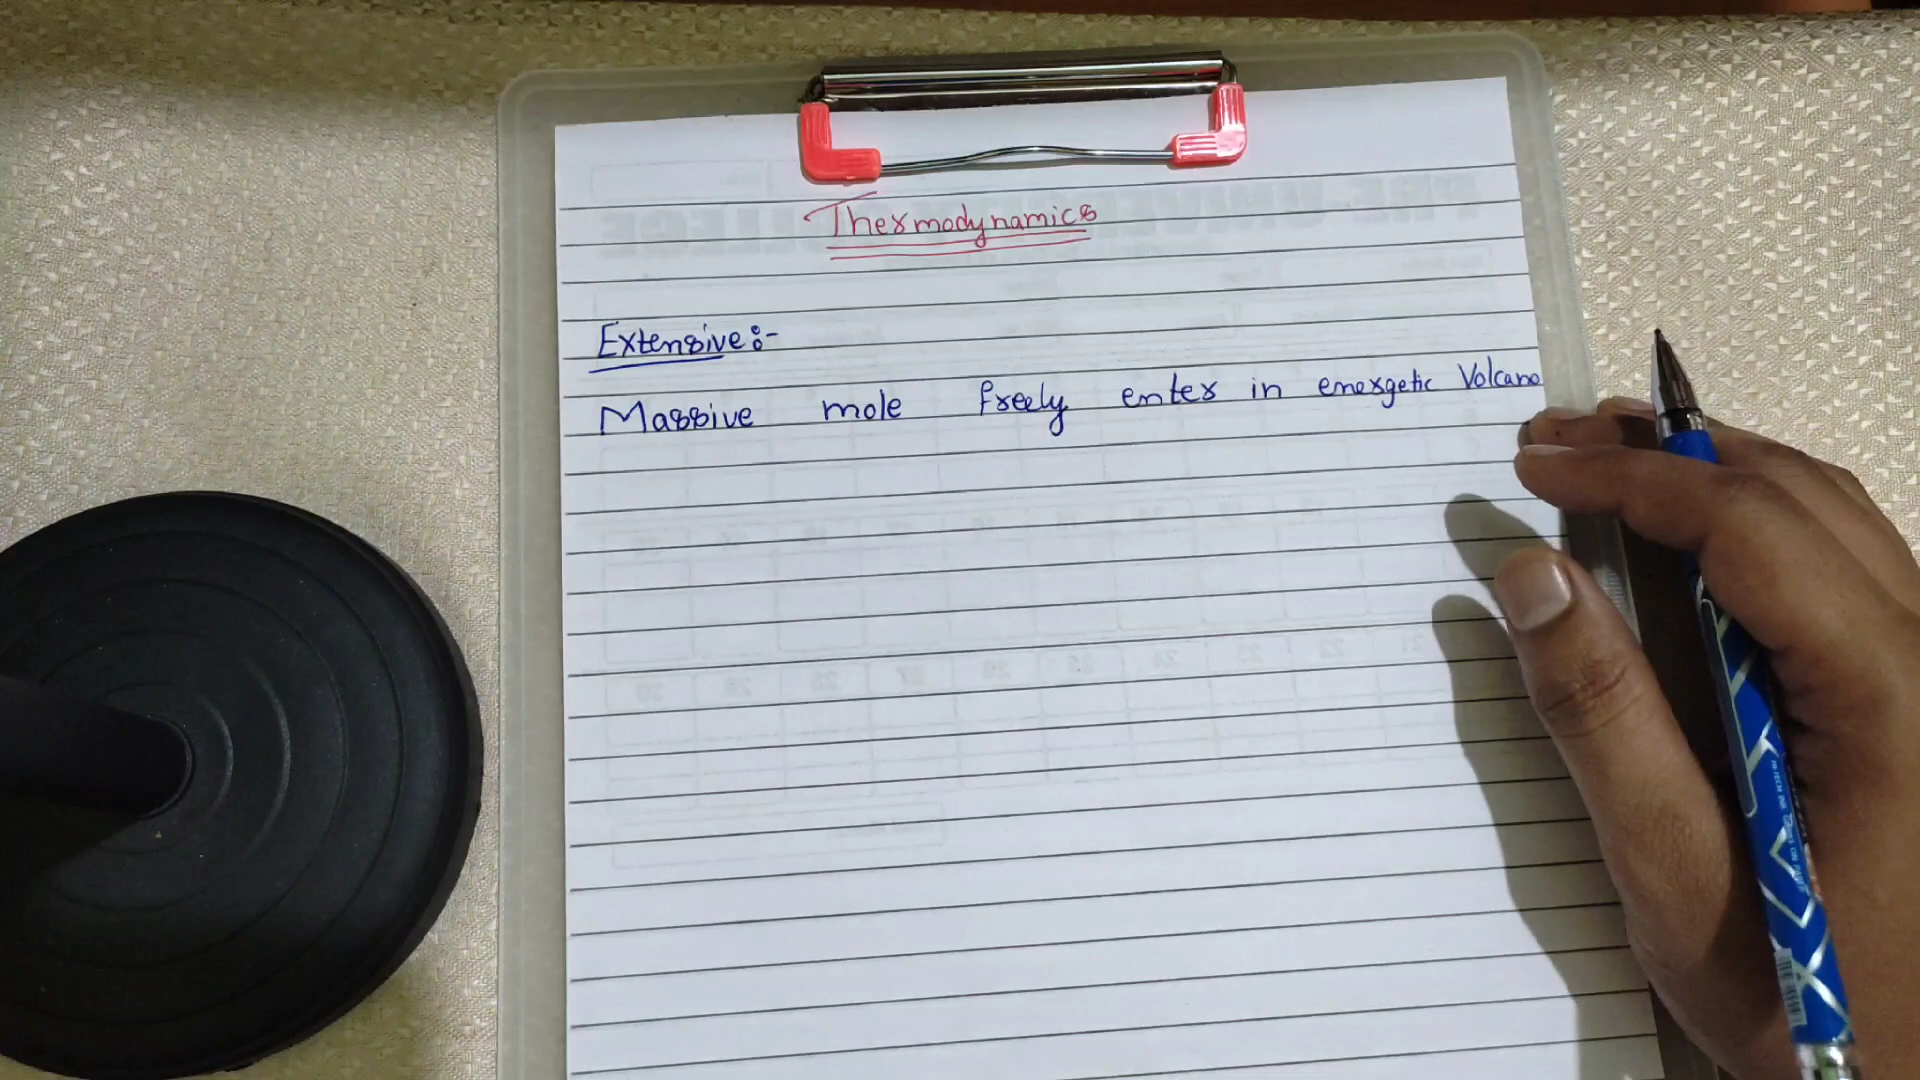 Thermodynamics
Extensive:-
Massive mole freely enter in energetic Volcano